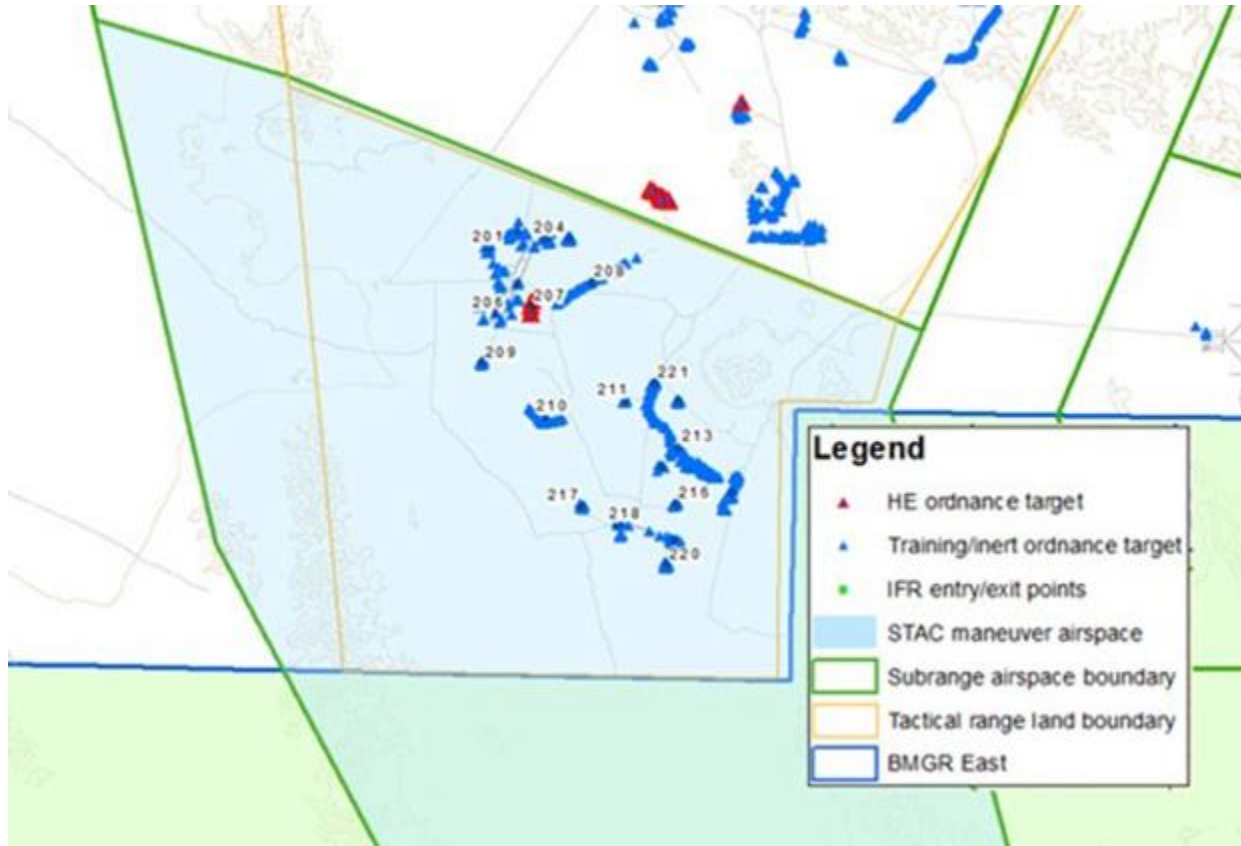 204
201
208
207
206
209
221
211
210
213
217
216
218
220
Legend
HE ordnance target
Training/inert ordnance target
IFR entry/exit points
STAC maneuver airspace
Subrange airspace boundary
Tactical range land boundary
BMGR East